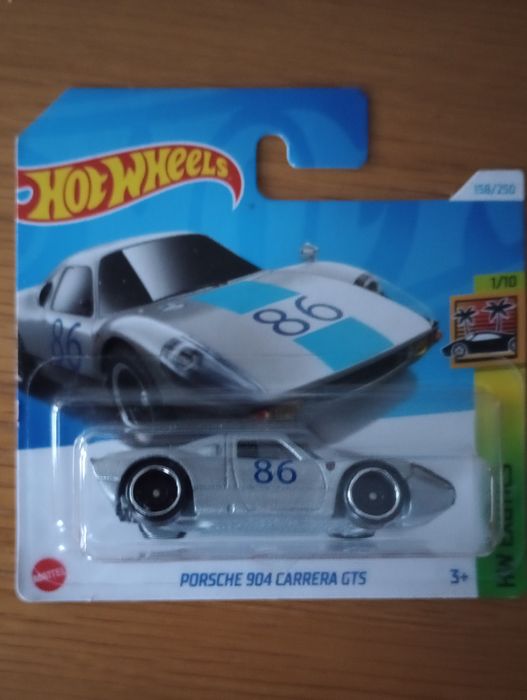 HOT WHEELS
158/250
1/10
86
86
86
HW EXOTICS
MATTEL
PORSCHE 904 CARRERA GTS
3+